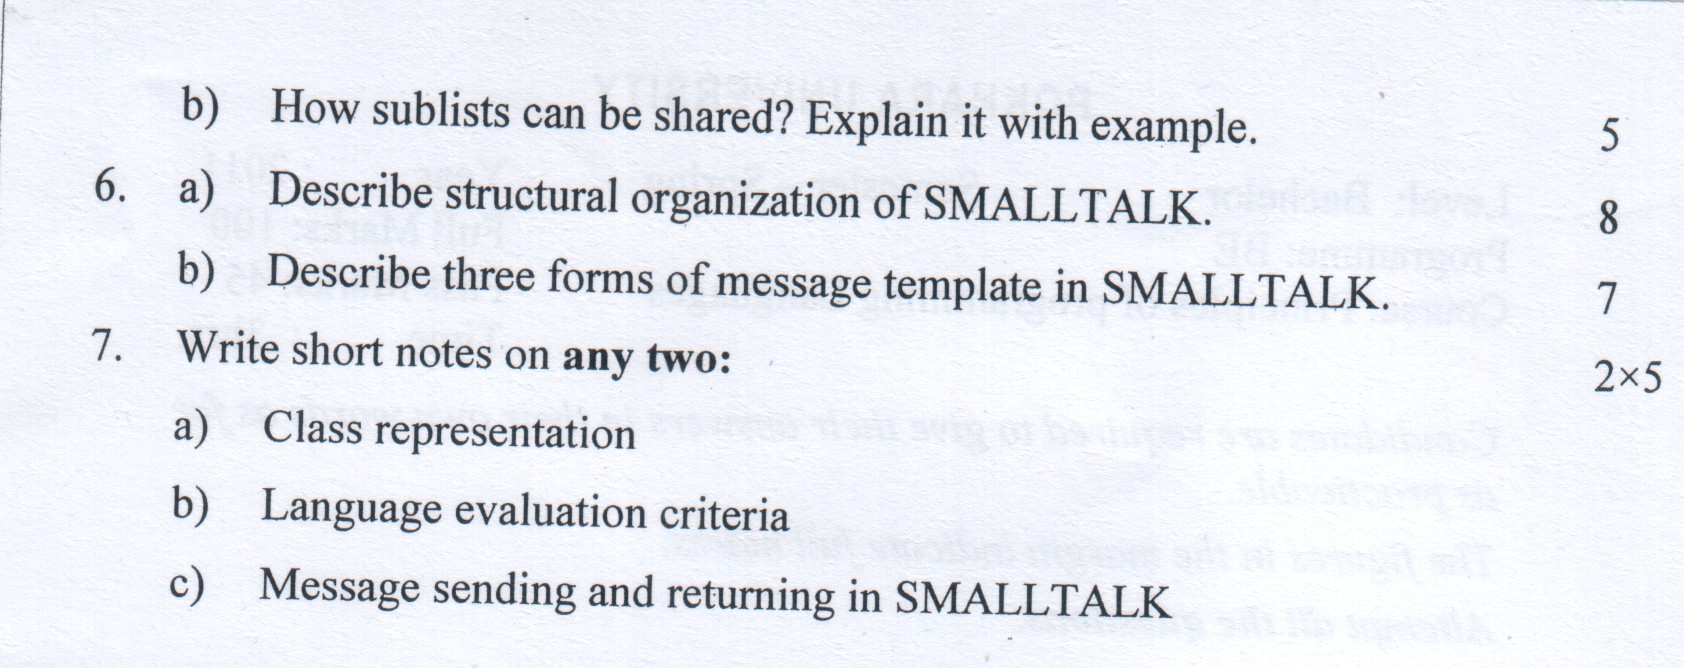 b) How sublists can be shared? Explain it with example. 5
6. a) Describe structural organization of SMALLTALK. 8
b) Describe three forms of message template in SMALLTALK. 7
7. Write short notes on any two: 2×5
a) Class representation
b) Language evaluation criteria
c) Message sending and returning in SMALLTALK